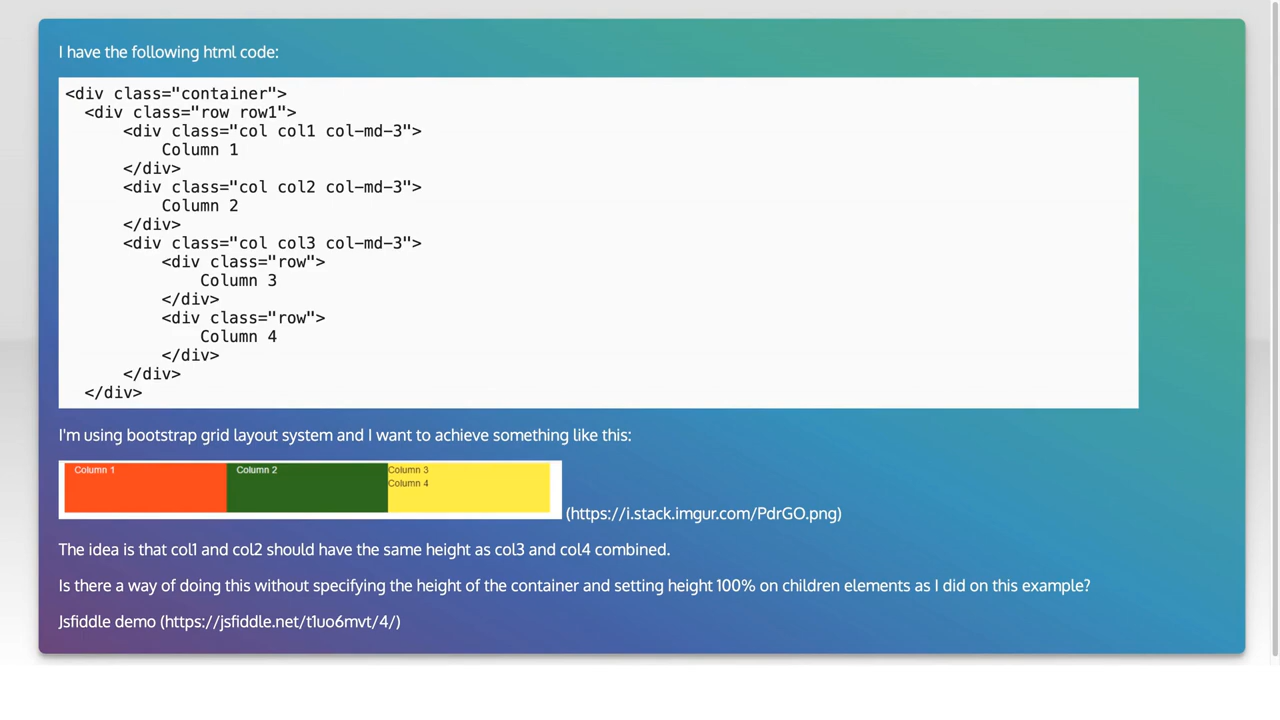 I have the following html code:
<div class="container">
  <div class="row row1">
      <div class="col col1 col-md-3">
          Column 1
      </div>
      <div class="col col2 col-md-3">
          Column 2
      </div>
      <div class="col col3 col-md-3">
          <div class="row">
              Column 3
          </div>
          <div class="row">
              Column 4
          </div>
      </div>
  </div>
I'm using bootstrap grid layout system and I want to achieve something like this:
Column 1 Column 2 Column 3
Column 4
(https://i.stack.imgur.com/PdrGO.png)
The idea is that col1 and col2 should have the same height as col3 and col4 combined.
Is there a way of doing this without specifying the height of the container and setting height 100% on children elements as I did on this example?
Jsfiddle demo (https://jsfiddle.net/t1uo6mvt/4/)